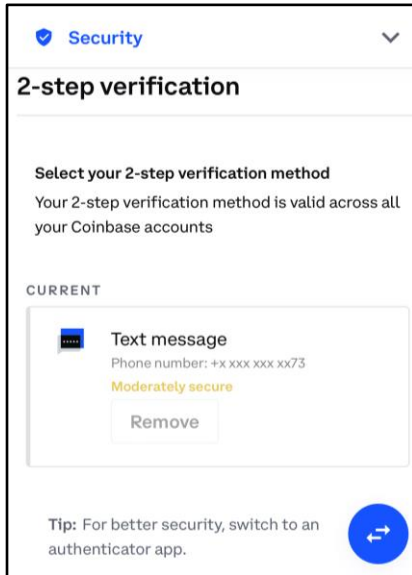 Security
2-step verification
Select your 2-step verification method
Your 2-step verification method is valid across all
your Coinbase accounts
CURRENT
Text message
Phone number: +x xxx xxx xx73
Moderately secure
Remove
Tip: For better security, switch to an
authenticator app.